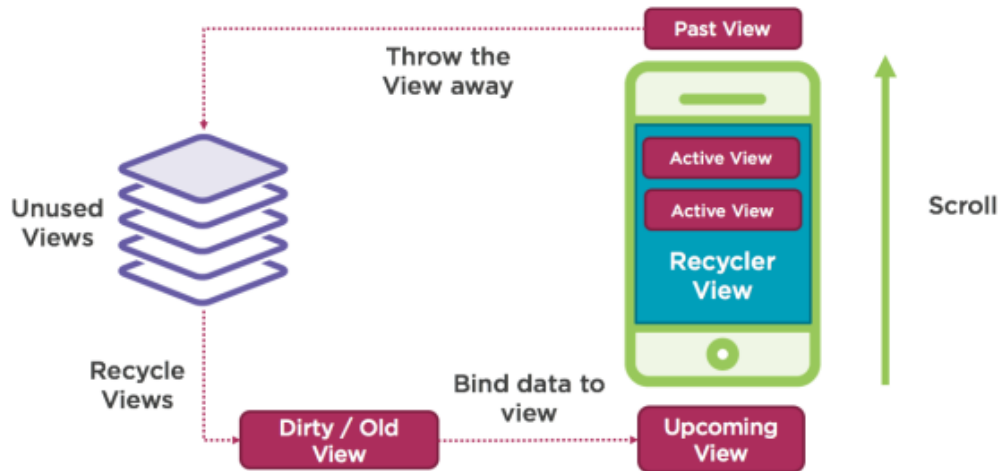 Past View
Throw the
View away
Active View
Active View
Recycler
View
Scroll
Unused
Views
Recycle
Views
Bind data to
view
Dirty / Old
View
Upcoming
View